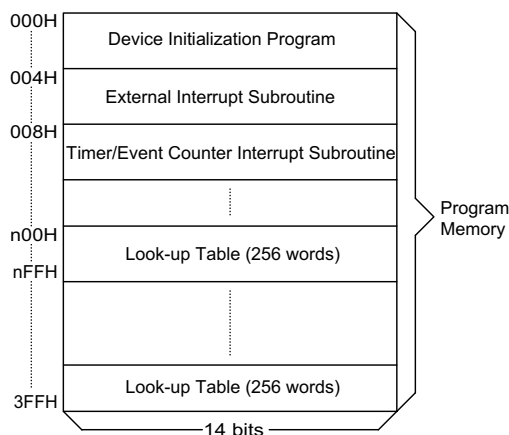 000H
Device Initialization Program
004H
External Interrupt Subroutine
008H
Timer/Event Counter Interrupt Subroutine
n00H
Look-up Table (256 words)
nFFH
Program
Memory
Look-up Table (256 words)
3FFH
14 bits